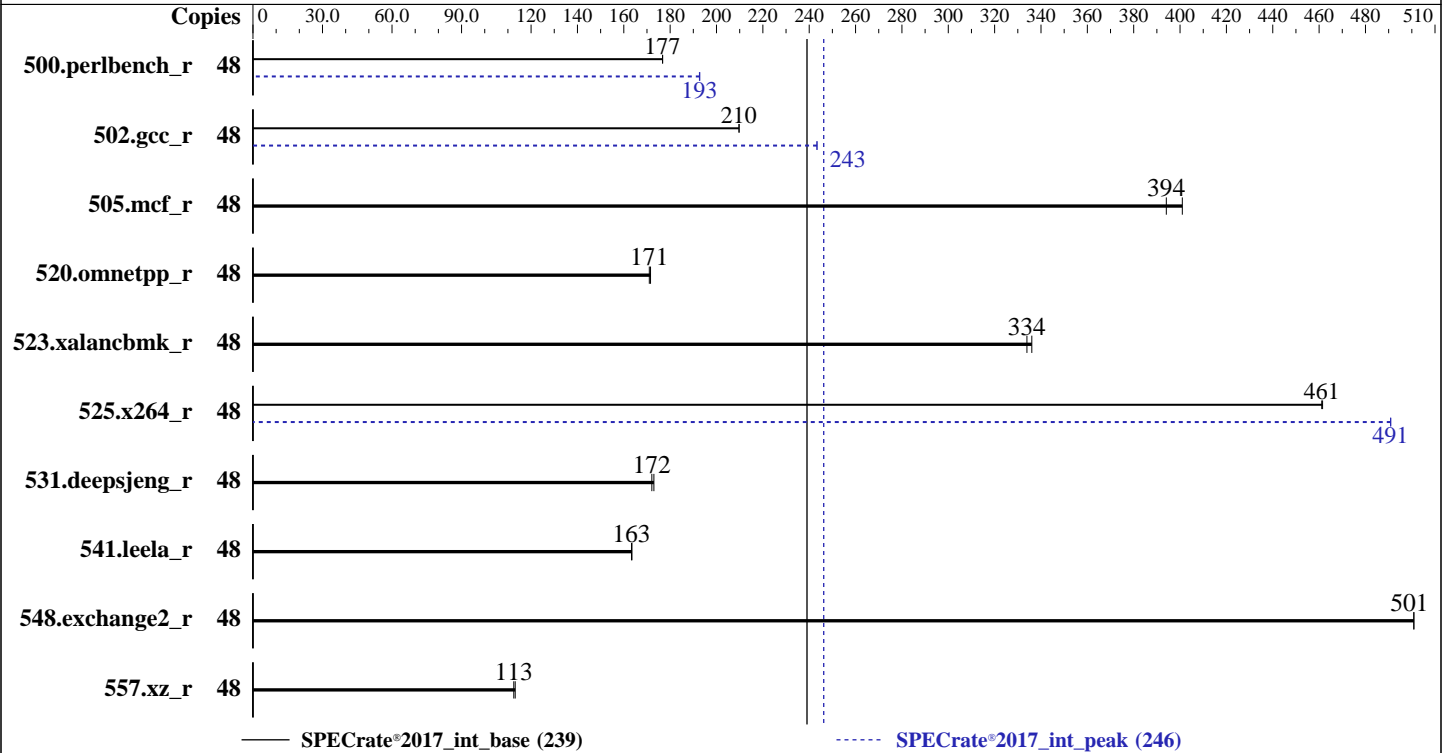 Copies 0 30.0 60.0 90.0 120 140 160 180 200 220 240 260 280 300 320 340 360 380 400 420 440 460 480 510
177
500.perlbench_r 48
193
210
502.gcc_r 48
243
394
505.mcf_r 48
171
520.omnetpp_r 48
334
523.xalancbmk_r 48
461
525.x264_r 48
491
172
531.deepsjeng_r 48
163
541.leela_r 48
501
548.exchange2_r 48
113
557.xz_r 48
SPECrate®2017_int_base (239) SPECrate®2017_int_peak (246)